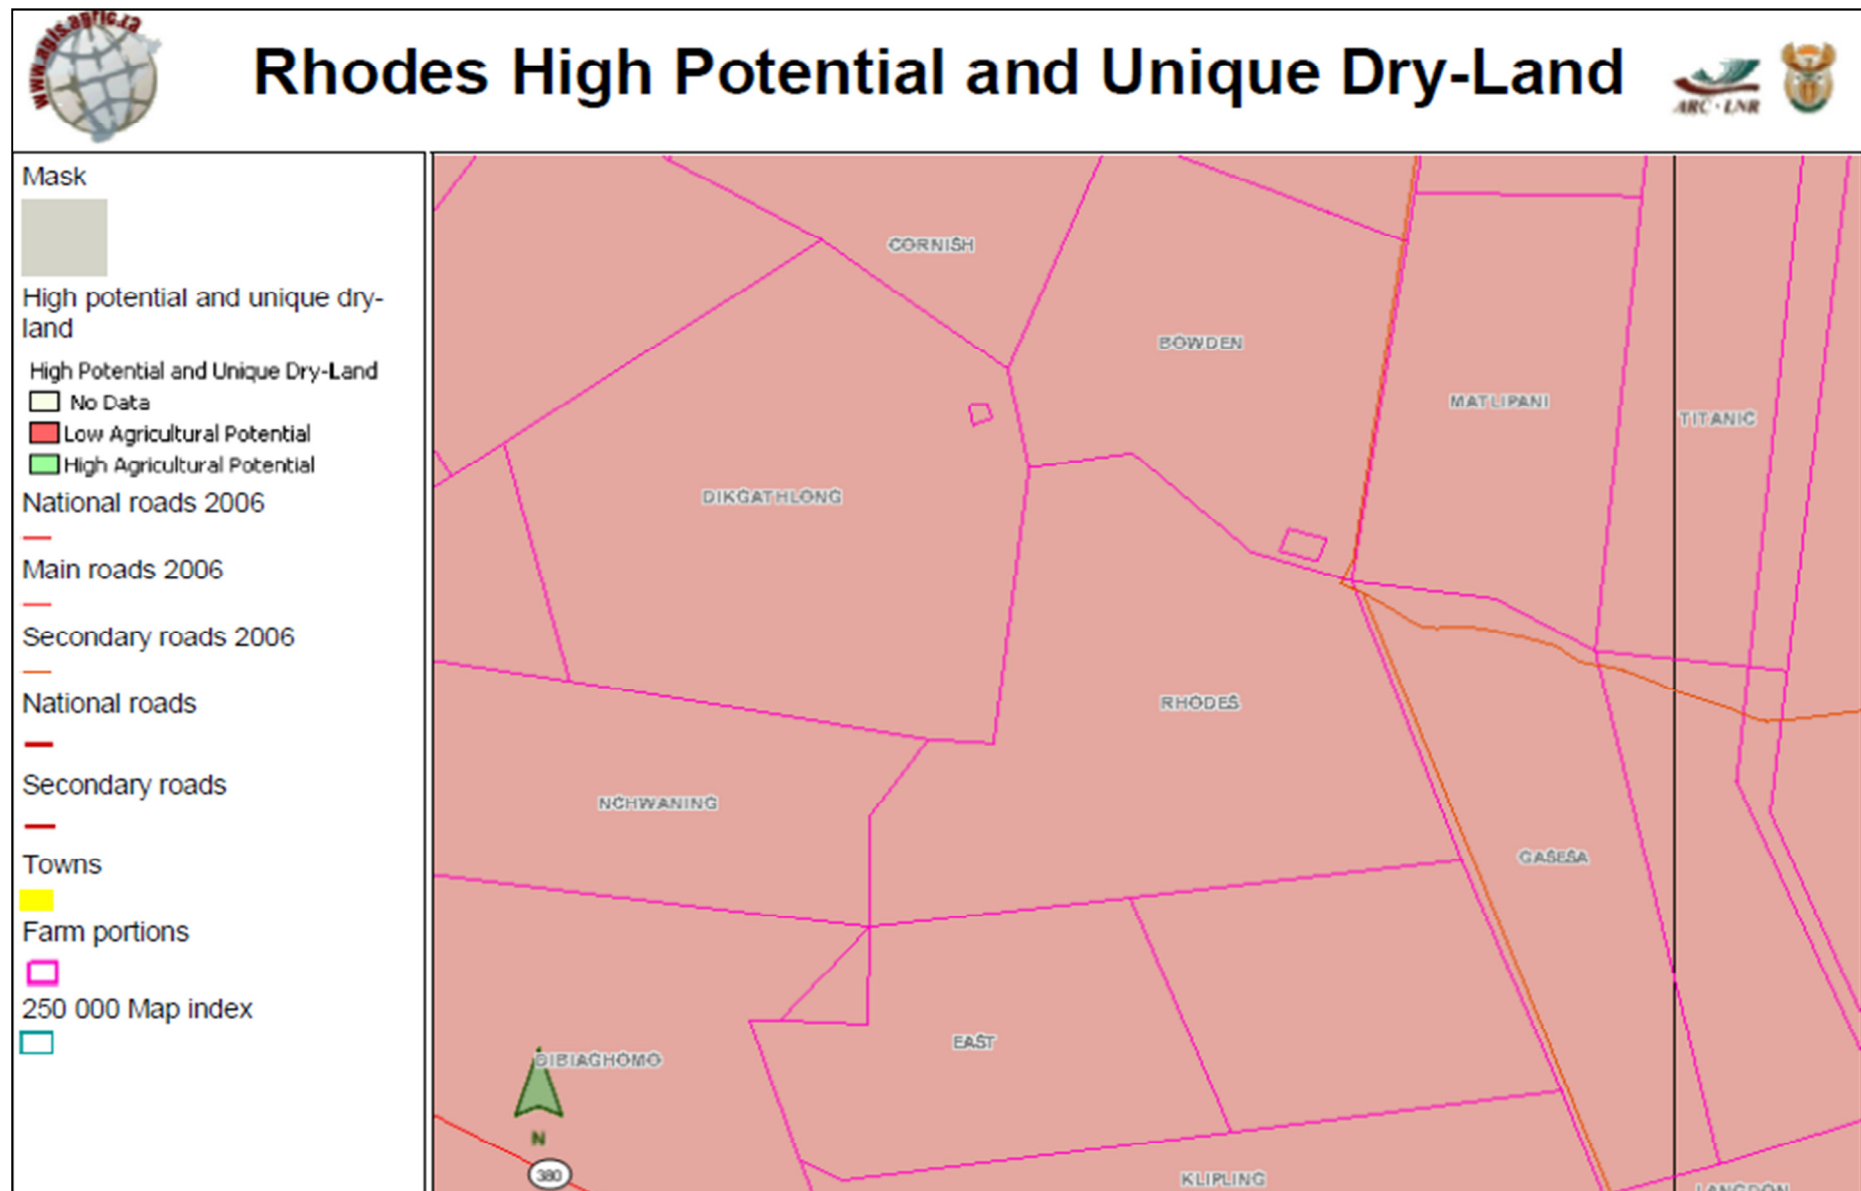 www.agis.agric.za
Rhodes High Potential and Unique Dry-Land
ARC · LNR
Mask
High potential and unique dry-
land
High Potential and Unique Dry-Land
No Data
Low Agricultural Potential
High Agricultural Potential
National roads 2006
Main roads 2006
Secondary roads 2006
National roads
Secondary roads
Towns
Farm portions
250 000 Map index
CORNISH
BOWDEN
MATLIPANI
TITANIC
DIKGATHLONG
RHODES
NCHWANING
GASESA
EAST
DIBIAGHOMO
N
380
KLIPLING
LANGDON